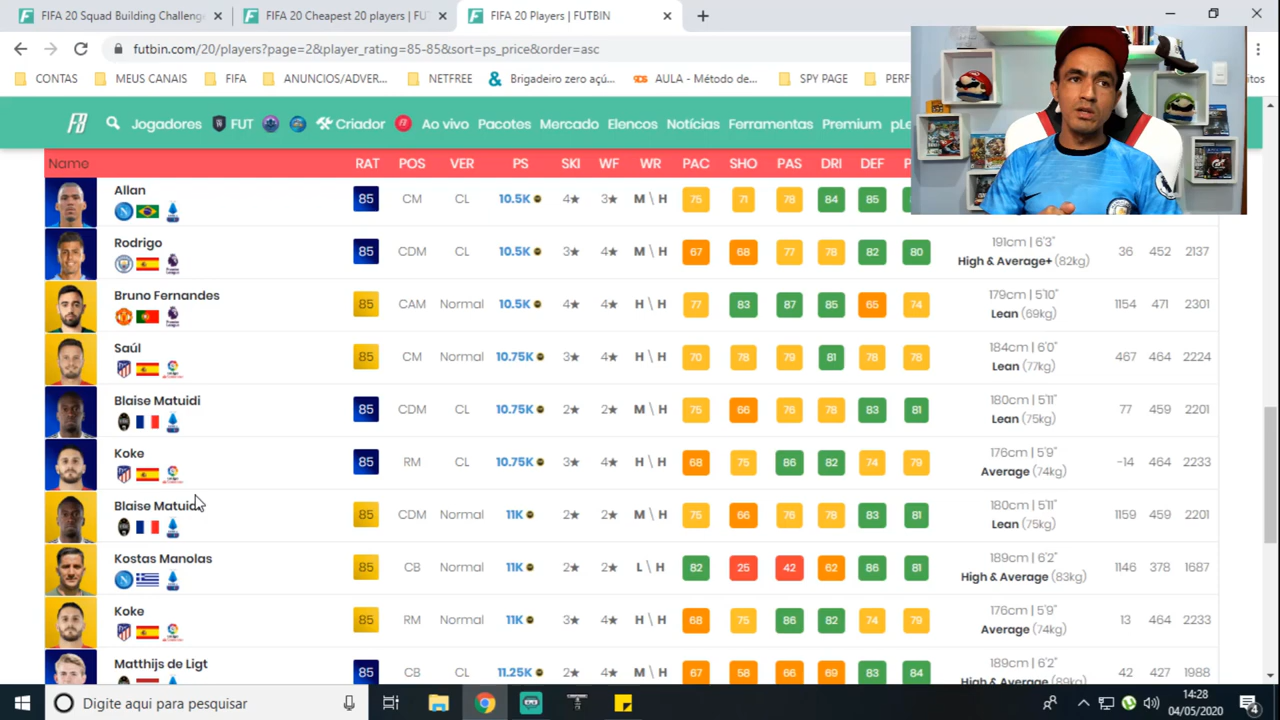 FIFA 20 Squad Building Challeng
FIFA 20 Cheapest 20 players | FUT
FIFA 20 Players | FUTBIN
futbin.com/20/players?page=2&player_rating=85-85&sort=ps_price&order=asc
CONTAS MEUS CANAIS FIFA ANUNCIOS/ADVER... NETFREE Brigadeiro zero açú... AULA - Método de... SPY PAGE
Jogadores FUT Criador Ao vivo Pacotes Mercado Elencos Notícias Ferramentas Premium
Name RAT POS VER PS SKI WF WR PAC SHO PAS DRI DEF
Allan 85 CM CL 10.5K 4★ 3★ M \ H 75 71 78 84 85
Rodrigo 85 CDM CL 10.5K 3★ 4★ M \ H 67 68 77 78 82 80 191cm | 6'3" 36 452 2137
High & Average+ (82kg)
Bruno Fernandes 85 CAM Normal 10.5K 4★ 4★ H \ H 77 83 87 85 65 74 179cm | 5'10" 1154 471 2301
Lean (69kg)
Saúl 85 CM Normal 10.75K 3★ 4★ H \ H 70 78 79 81 78 78 184cm | 6'0" 467 464 2224
Lean (77kg)
Blaise Matuidi 85 CDM CL 10.75K 2★ 2★ M \ H 75 66 76 78 83 81 180cm | 5'11" 77 459 2201
Lean (75kg)
Koke 85 RM CL 10.75K 3★ 4★ H \ H 68 75 86 82 74 79 176cm | 5'9" -14 464 2233
Average (74kg)
Blaise Matuidi 85 CDM Normal 11K 2★ 2★ M \ H 75 66 76 78 83 81 180cm | 5'11" 1159 459 2201
Lean (75kg)
Kostas Manolas 85 CB Normal 11K 2★ 2★ L \ H 82 25 42 62 86 81 189cm | 6'2" 1146 378 1687
High & Average (83kg)
Koke 85 RM Normal 11K 3★ 4★ H \ H 68 75 86 82 74 79 176cm | 5'9" 13 464 2233
Average (74kg)
Matthijs de Ligt 85 CB CL 11.25K 2★ 4★ M \ H 67 58 66 69 83 84 189cm | 6'2" 42 427 1988
High & Average (89kg)
Digite aqui para pesquisar
14:28
04/05/2020
4